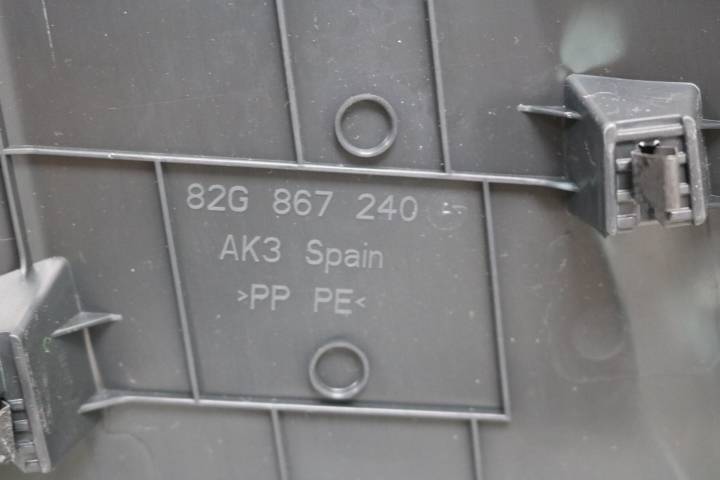 82G 867 240
AK3 Spain
>PP PE<